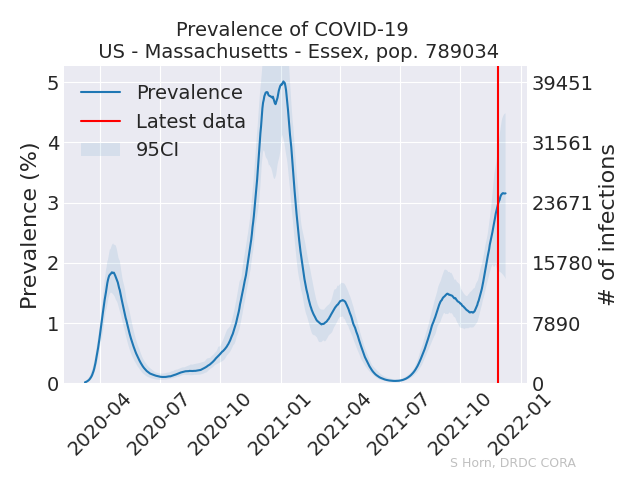 Prevalence of COVID-19
US - Massachusetts - Essex, pop. 789034
Prevalence
Latest data
95CI
Prevalence (%)
5
4
3
2
1
0
39451
31561
23671
15780
7890
0
# of infections
2020-04
2020-07
2020-10
2021-01
2021-04
2021-07
2021-10
2022-01
S Horn, DRDC CORA